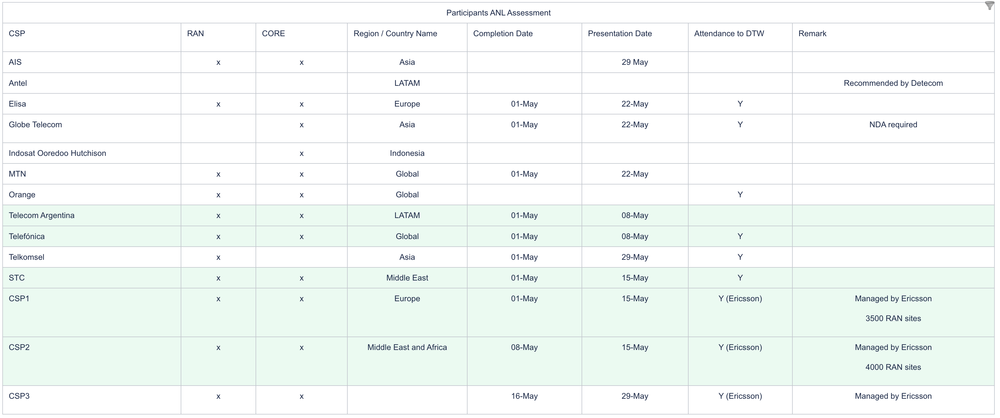 Participants ANL Assessment
CSP RAN CORE Region / Country Name Completion Date Presentation Date Attendance to DTW Remark
AIS x x Asia 29 May
Antel LATAM Recommended by Detecom
Elisa x x Europe 01-May 22-May Y
Globe Telecom x Asia 01-May 22-May Y NDA required
Indosat Ooredoo Hutchison x Indonesia
MTN x x Global 01-May 22-May
Orange x x Global Y
Telecom Argentina x x LATAM 01-May 08-May
Telefónica x x Global 01-May 08-May Y
Telkomsel x Asia 01-May 29-May Y
STC x x Middle East 01-May 15-May Y
CSP1 x x Europe 01-May 15-May Y (Ericsson) Managed by Ericsson
3500 RAN sites
CSP2 x x Middle East and Africa 08-May 15-May Y (Ericsson) Managed by Ericsson
4000 RAN sites
CSP3 x x 16-May 29-May Y (Ericsson) Managed by Ericsson